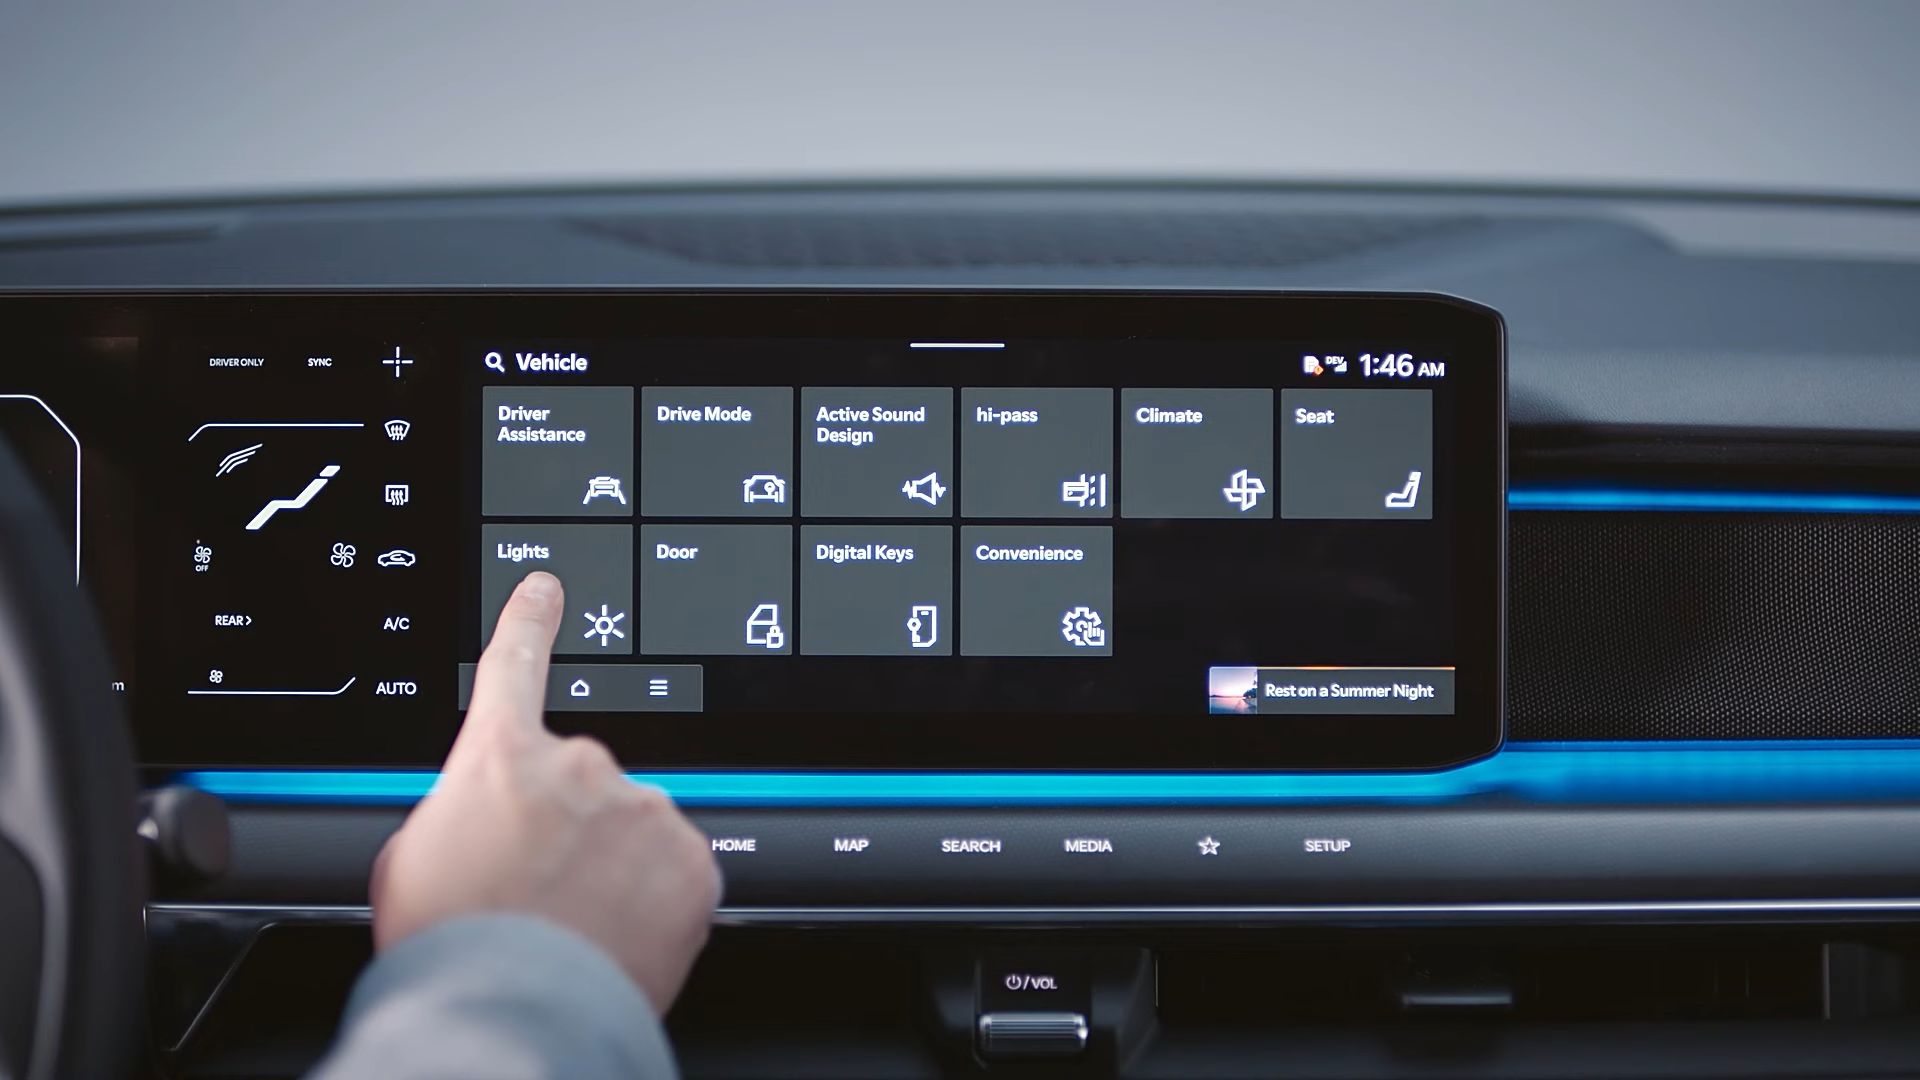 DRIVER ONLY
SYNC
OFF
REAR >
A/C
AUTO
m
Vehicle
DEV
1:46 AM
Driver
Assistance
Drive Mode
Active Sound
Design
hi-pass
Climate
Seat
Lights
Door
Digital Keys
Convenience
Rest on a Summer Night
HOME
MAP
SEARCH
MEDIA
SETUP
/ VOL